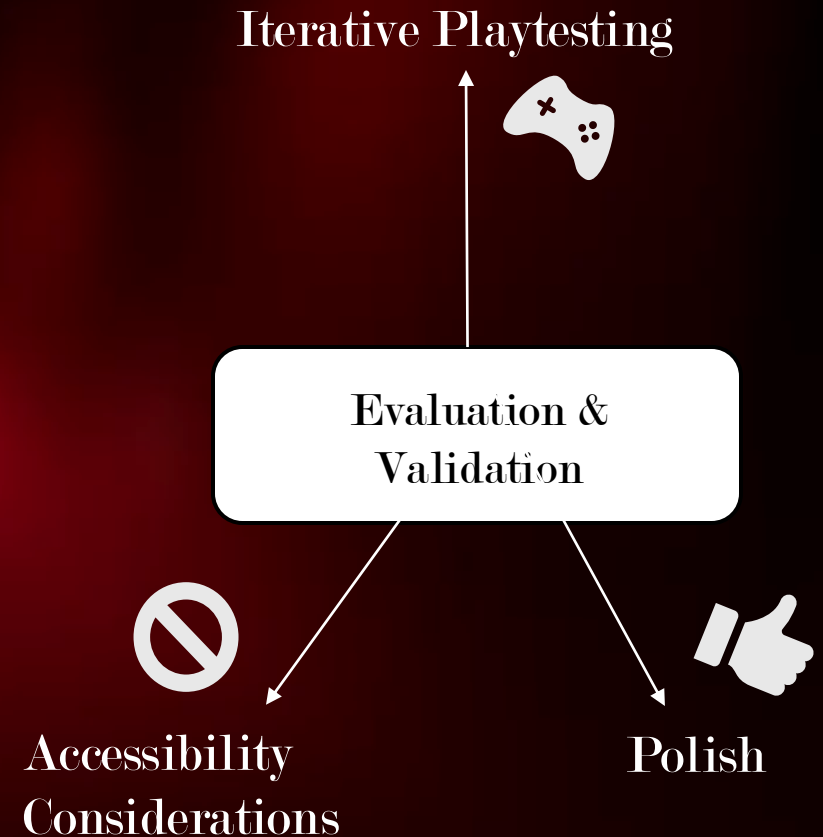 Iterative Playtesting
Evaluation &
Validation
Accessibility
Considerations
Polish